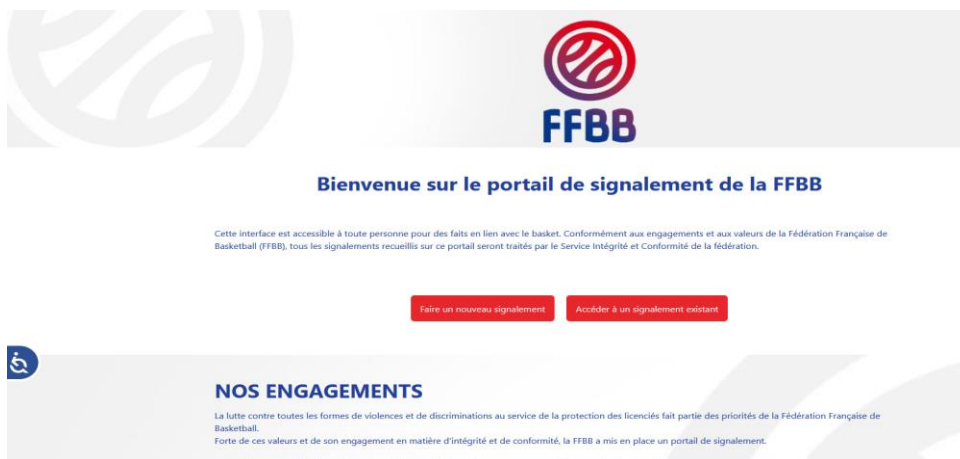 FFBB
Bienvenue sur le portail de signalement de la FFBB
Cette interface est accessible à toute personne pour des faits en lien avec le basket. Conformément aux engagements et aux valeurs de la Fédération Française de
Basketball (FFBB), tous les signalements recueillis sur ce portail seront traités par le Service Intégrité et Conformité de la fédération.
Faire un nouveau signalement Accéder à un signalement existant
NOS ENGAGEMENTS
La lutte contre toutes les formes de violences et de discriminations au service de la protection des licenciés fait partie des priorités de la Fédération Française de
Basketball.
Forte de ces valeurs et de son engagement en matière d'intégrité et de conformité, la FFBB a mis en place un portail de signalement.